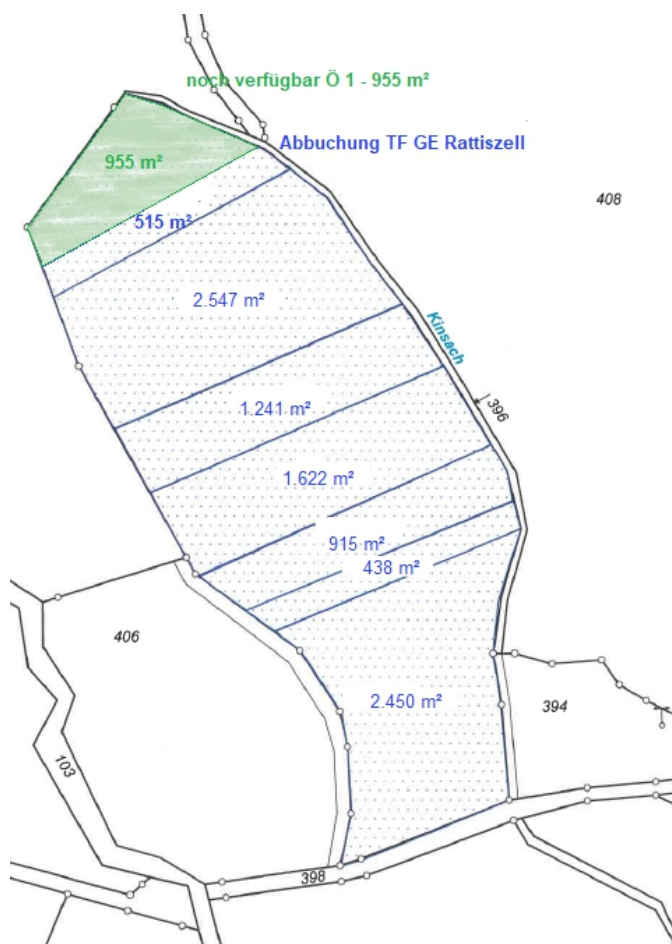 noch verfügbar Ö 1 - 955 m²
Abbuchung TF GE Rattiszell
955 m²
408
515 m²
2.547 m²
Kinsach
396
1.241 m²
1.622 m²
915 m²
438 m²
406
2.450 m²
394
103
398